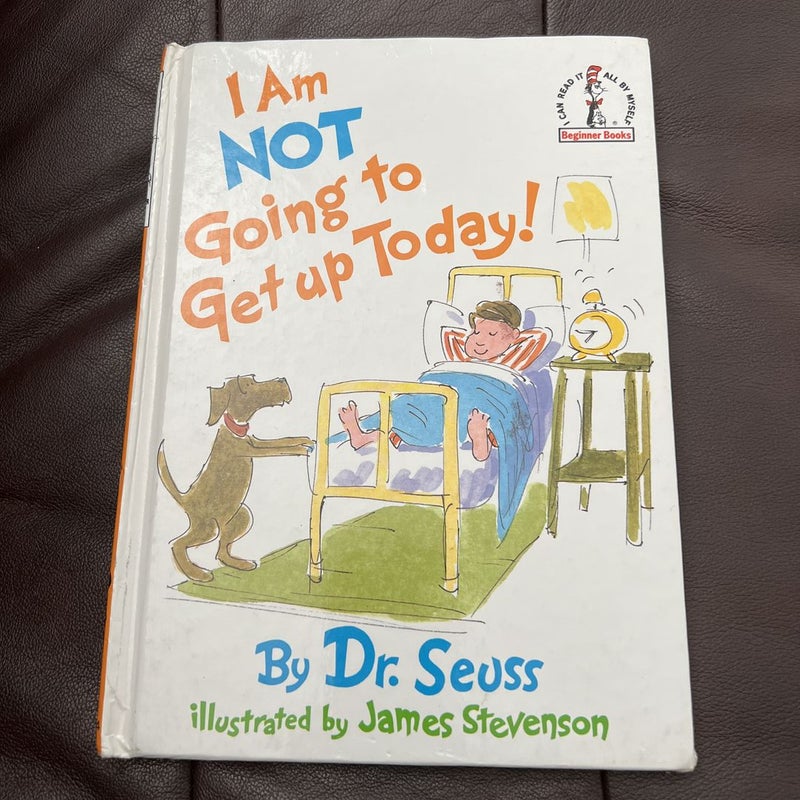 I Am
NOT
Going to
Get up Today!
I CAN READ IT ALL BY MYSELF
®
Beginner Books
By Dr. Seuss
illustrated by James Stevenson